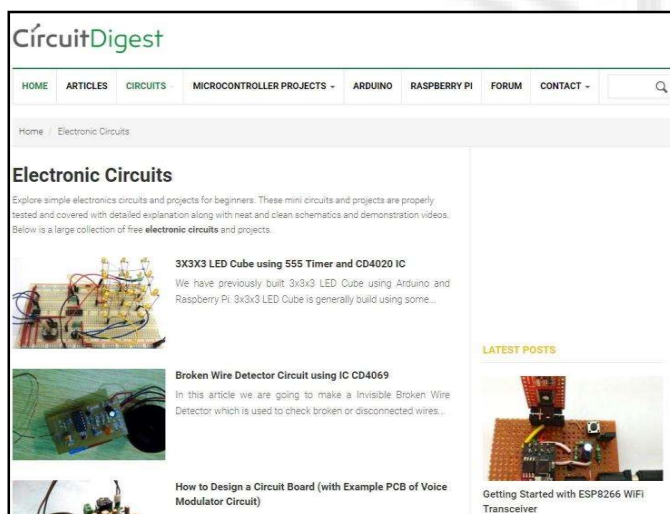 CircuitDigest
HOME ARTICLES CIRCUITS MICROCONTROLLER PROJECTS ARDUINO RASPBERRY PI FORUM CONTACT
Home / Electronic Circuits
Electronic Circuits
Explore simple electronics circuits and projects for beginners. These mini circuits and projects are properly
tested and covered with detailed explanation along with neat and clean schematics and demonstration videos.
Below is a large collection of free electronic circuits and projects.
3X3X3 LED Cube using 555 Timer and CD4020 IC
We have previously built 3x3x3 LED Cube using Arduino and
Raspberry Pi. 3x3x3 LED Cube is generally build using some...
Broken Wire Detector Circuit using IC CD4069
In this article we are going to make a Invisible Broken Wire
Detector which is used to check broken or disconnected wires...
How to Design a Circuit Board (with Example PCB of Voice
Modulator Circuit)
LATEST POSTS
Getting Started with ESP8266 WiFi
Transceiver